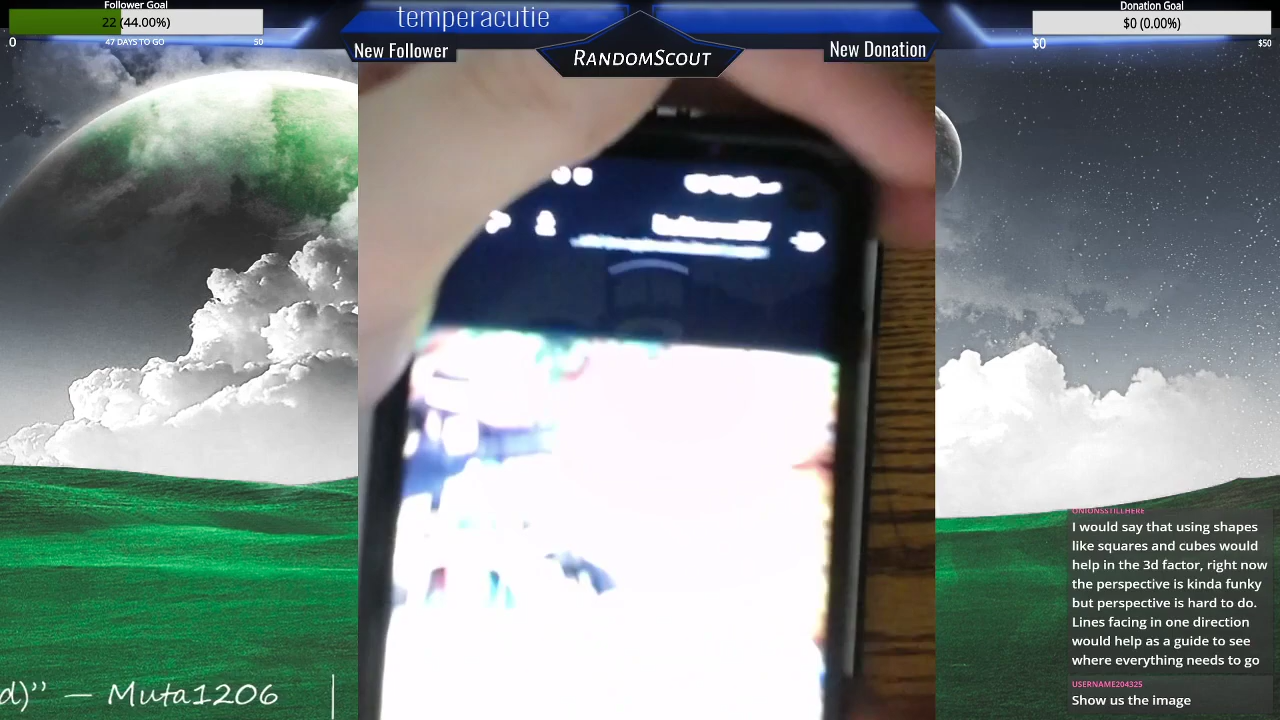 Follower Goal
22 (44.00%)
0
47 DAYS TO GO
50
temperacutie
New Follower
RANDOMSCOUT
New Donation
Donation Goal
$0 (0.00%)
$0
$50
ONIONSSTILLHERE
I would say that using shapes
like squares and cubes would
help in the 3d factor, right now
the perspective is kinda funky
but perspective is hard to do.
Lines facing in one direction
would help as a guide to see
where everything needs to go
USERNAME204325
Show us the image
d)" — Muta1206 |